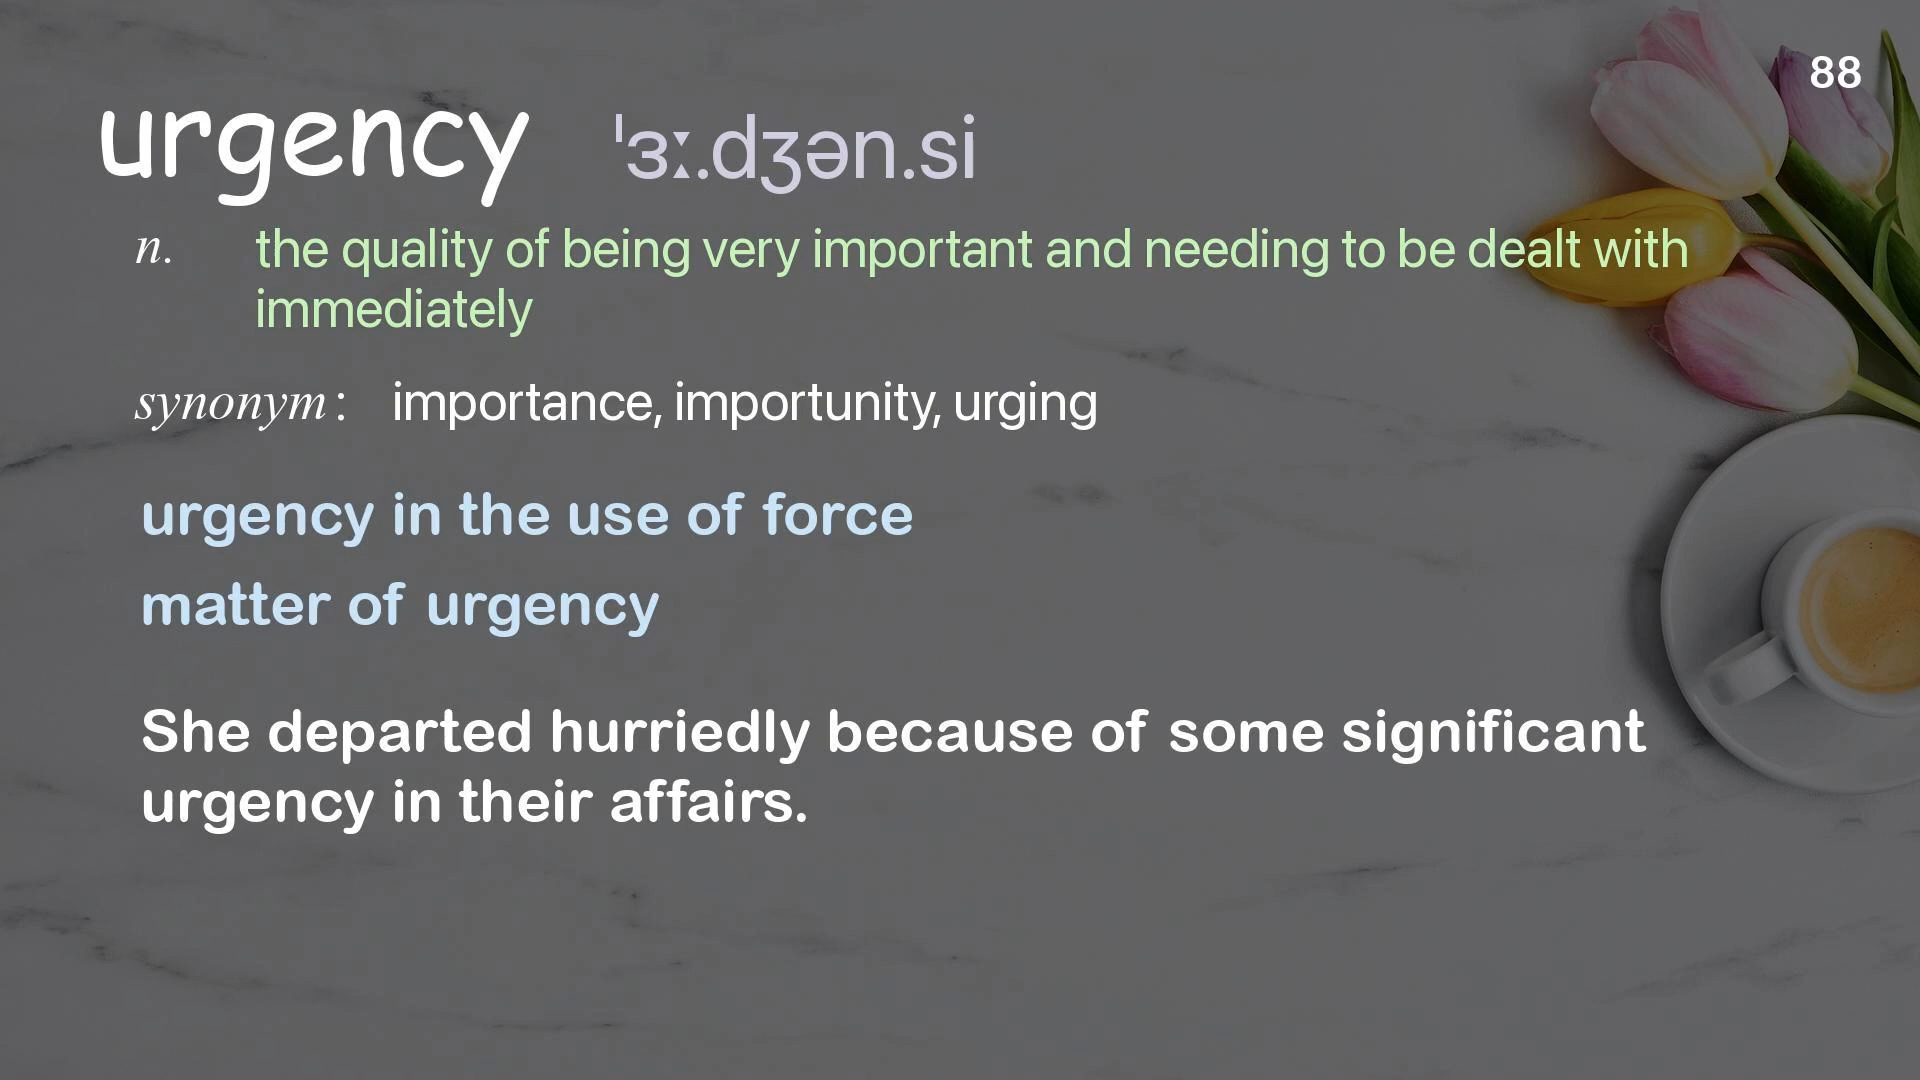 88
urgency ˈɜː.dʒən.si
n. the quality of being very important and needing to be dealt with
immediately
synonym : importance, importunity, urging
urgency in the use of force
matter of urgency
She departed hurriedly because of some significant
urgency in their affairs.